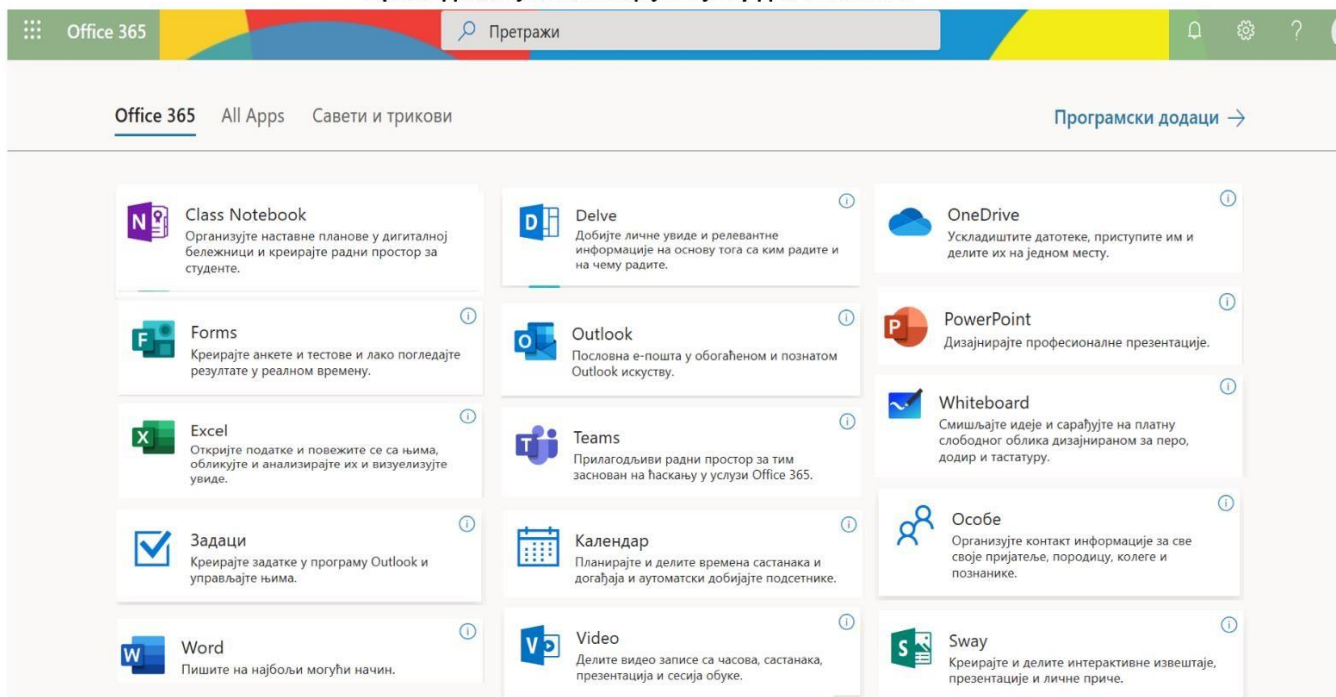 Office 365
Претражи
Office 365
All Apps
Савети и трикови
Програмски додаци →
Class Notebook
Организујте наставне планове у дигиталној
бележници и креирајте радни простор за
студенте.
Delve
Добијте личне увиде и релевантне
информације на основу тога са ким радите и
на чему радите.
OneDrive
Ускладиштите датотеке, приступите им и
делите их на једном месту.
Forms
Креирајте анкете и тестове и лако погледајте
резултате у реалном времену.
Outlook
Пословна е-пошта у обогаћеном и познатом
Outlook искуству.
PowerPoint
Дизајнирајте професионалне презентације.
Excel
Откријте податке и повежите се са њима,
обликујте и анализирајте их и визуелизујте
увиде.
Teams
Прилагодљиви радни простор за тим
заснован на ћаскању у услузи Office 365.
Whiteboard
Смишљајте идеје и сарађујте на платну
слободног облика дизајнираном за перо,
додир и тастатуру.
Задаци
Креирајте задатке у програму Outlook и
управљајте њима.
Календар
Планирајте и делите времена састанака и
догађаја и аутоматски добијајте подсетнике.
Особе
Организујте контакт информације за све
своје пријатеље, породицу, колеге и
познанике.
Word
Пишите на најбољи могући начин.
Video
Делите видео записе са часова, састанака,
презентација и сесија обуке.
Sway
Креирајте и делите интерактивне извештаје,
презентације и личне приче.